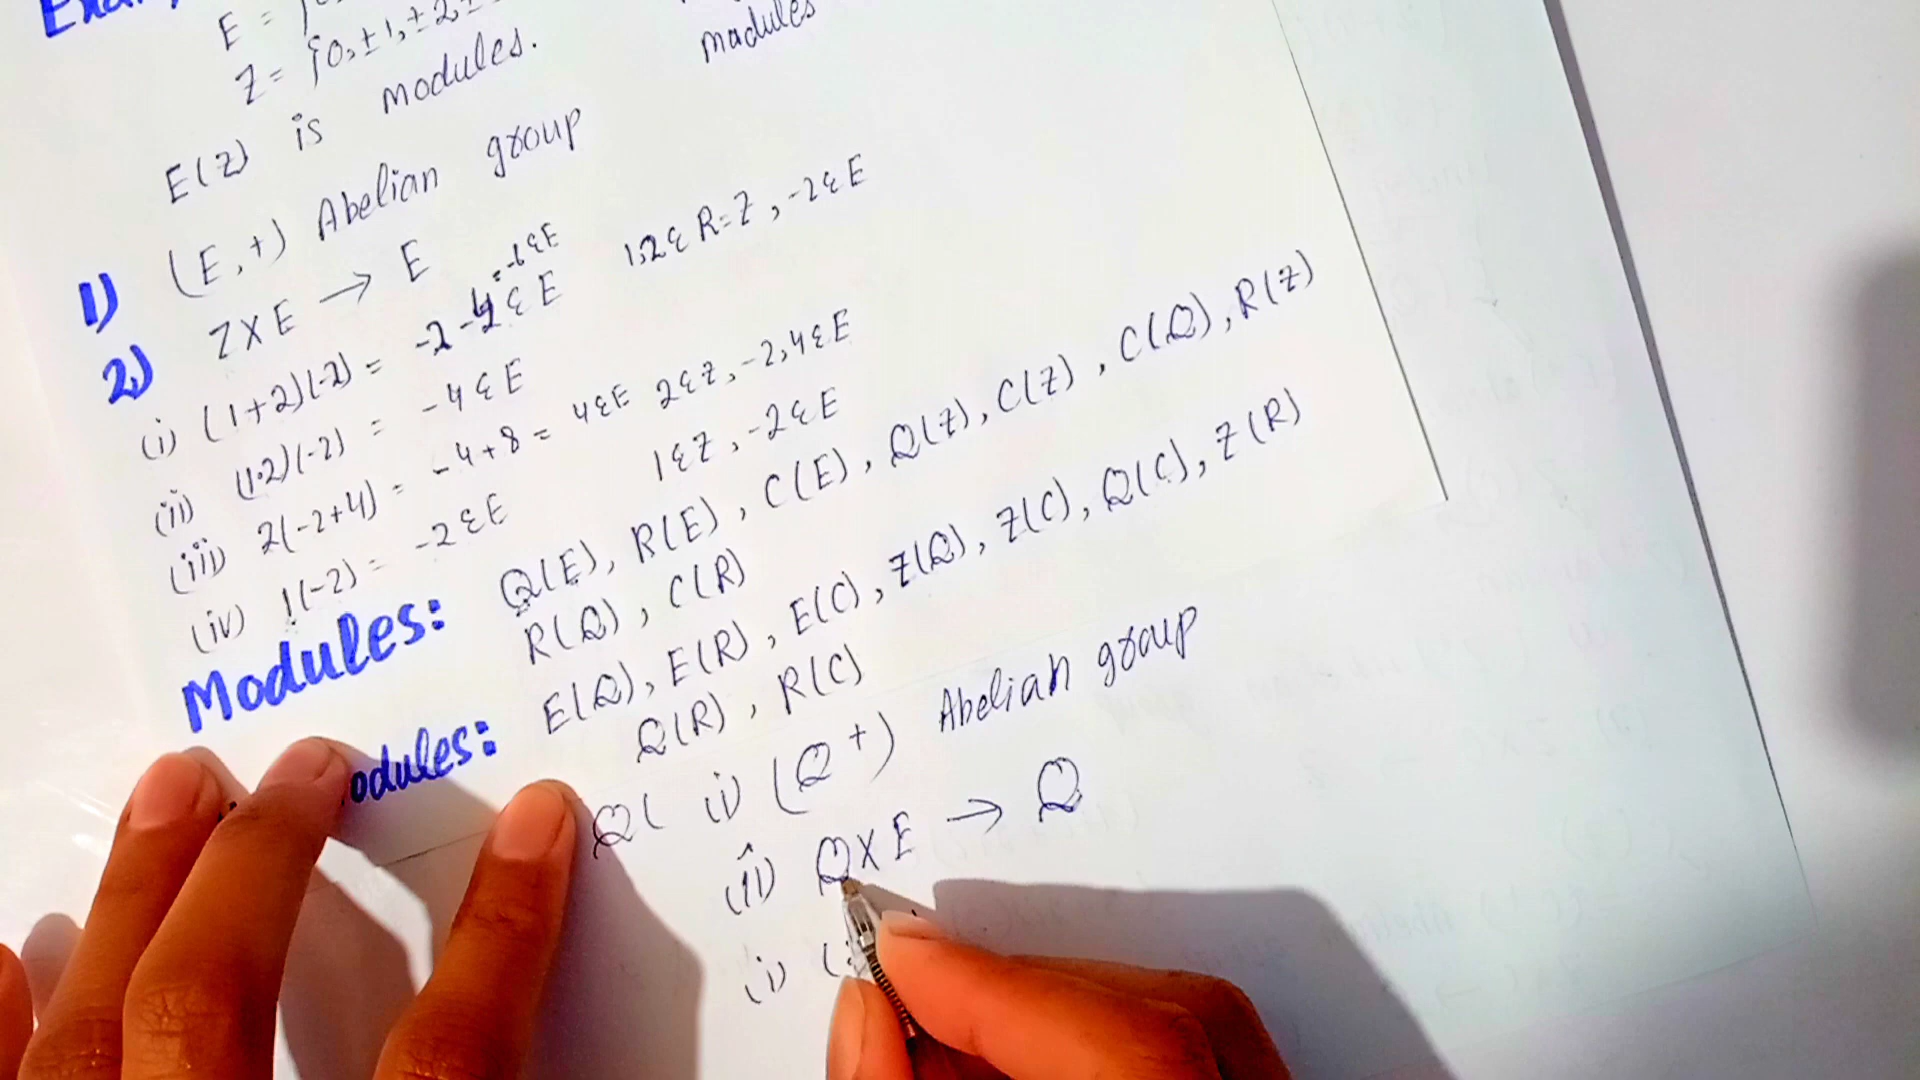 E =
Z = {0, ±1, ±2, ±
E(Z) is modules.
madules
1) (E, +) Abelian group
2) Z X E → E
(i) (1+2)(-2) = -2 -4 ε E = -6 ε E 1,2 ε R=Z, -2 ε E
(ii) (1·2)(-2) = -4 ε E
(iii) 2(-2+4) = -4+8 = 4 ε E 2 ε Z, -2,4 ε E
(iv) 1(-2) = -2 ε E 1 ε Z, -2 ε E
Modules: Q(E), R(E), C(E), Q(Z), C(Z), C(Q), R(Z)
R(Q), C(R)
odules: E(Q), E(R), E(C), Z(Q), Z(C), Q(C), Z(R)
Q(R), R(C)
Q( (i) (Q +) Abelian group
(ii) Q X E → Q
(i) (